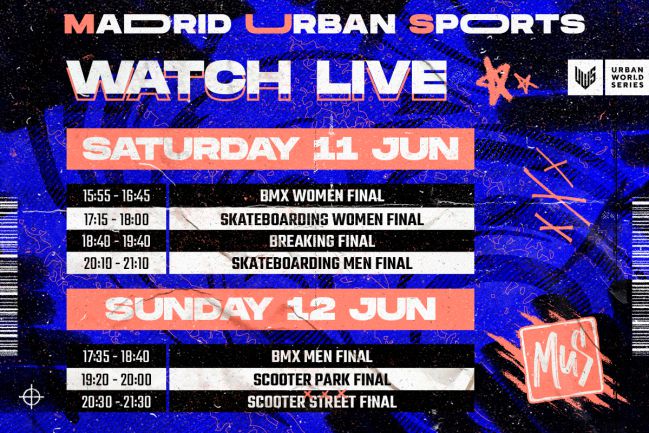 MADRID URBAN SPORTS
WATCH LIVE
UWS
URBAN
WORLD
SERIES
SATURDAY 11 JUN
15:55 - 16:45 BMX WOMEN FINAL
17:15 - 18:00 SKATEBOARDING WOMEN FINAL
18:40 - 19:40 BREAKING FINAL
20:10 - 21:10 SKATEBOARDING MEN FINAL
SUNDAY 12 JUN
17:35 - 18:40 BMX MEN FINAL
19:20 - 20:00 SCOOTER PARK FINAL
20:30 - 21:30 SCOOTER STREET FINAL
MUS